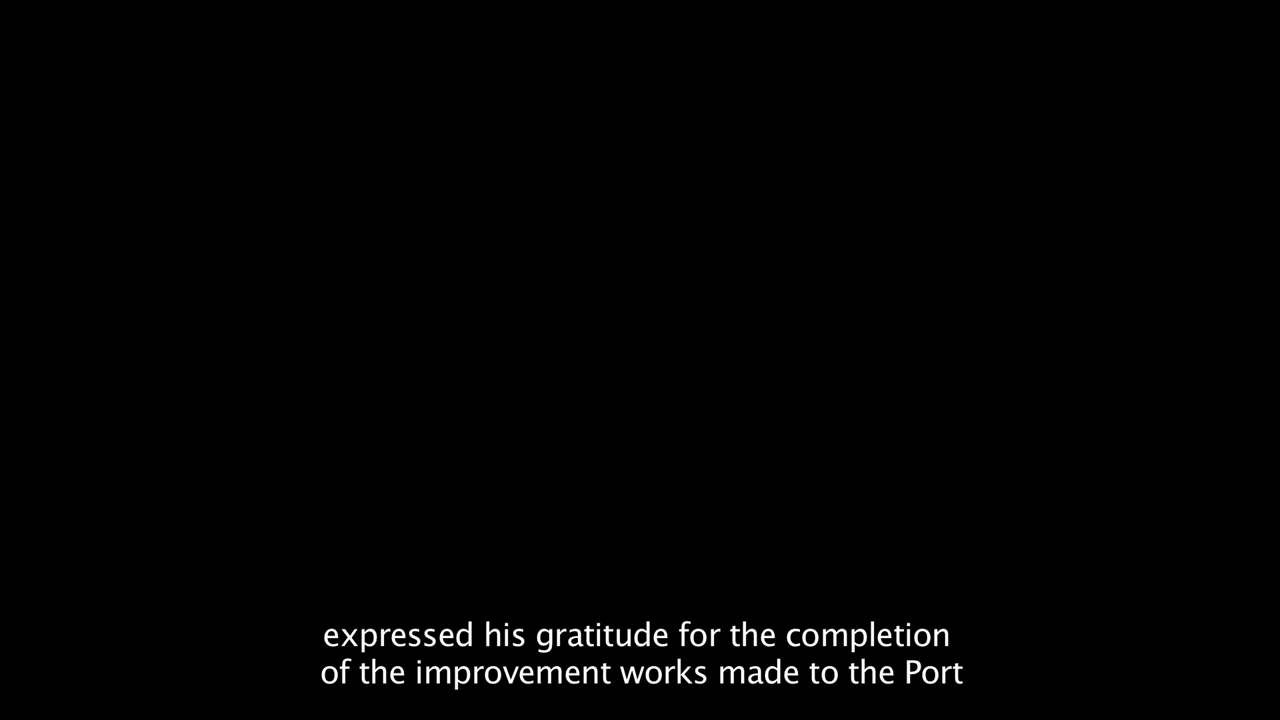 expressed his gratitude for the completion
of the improvement works made to the Port